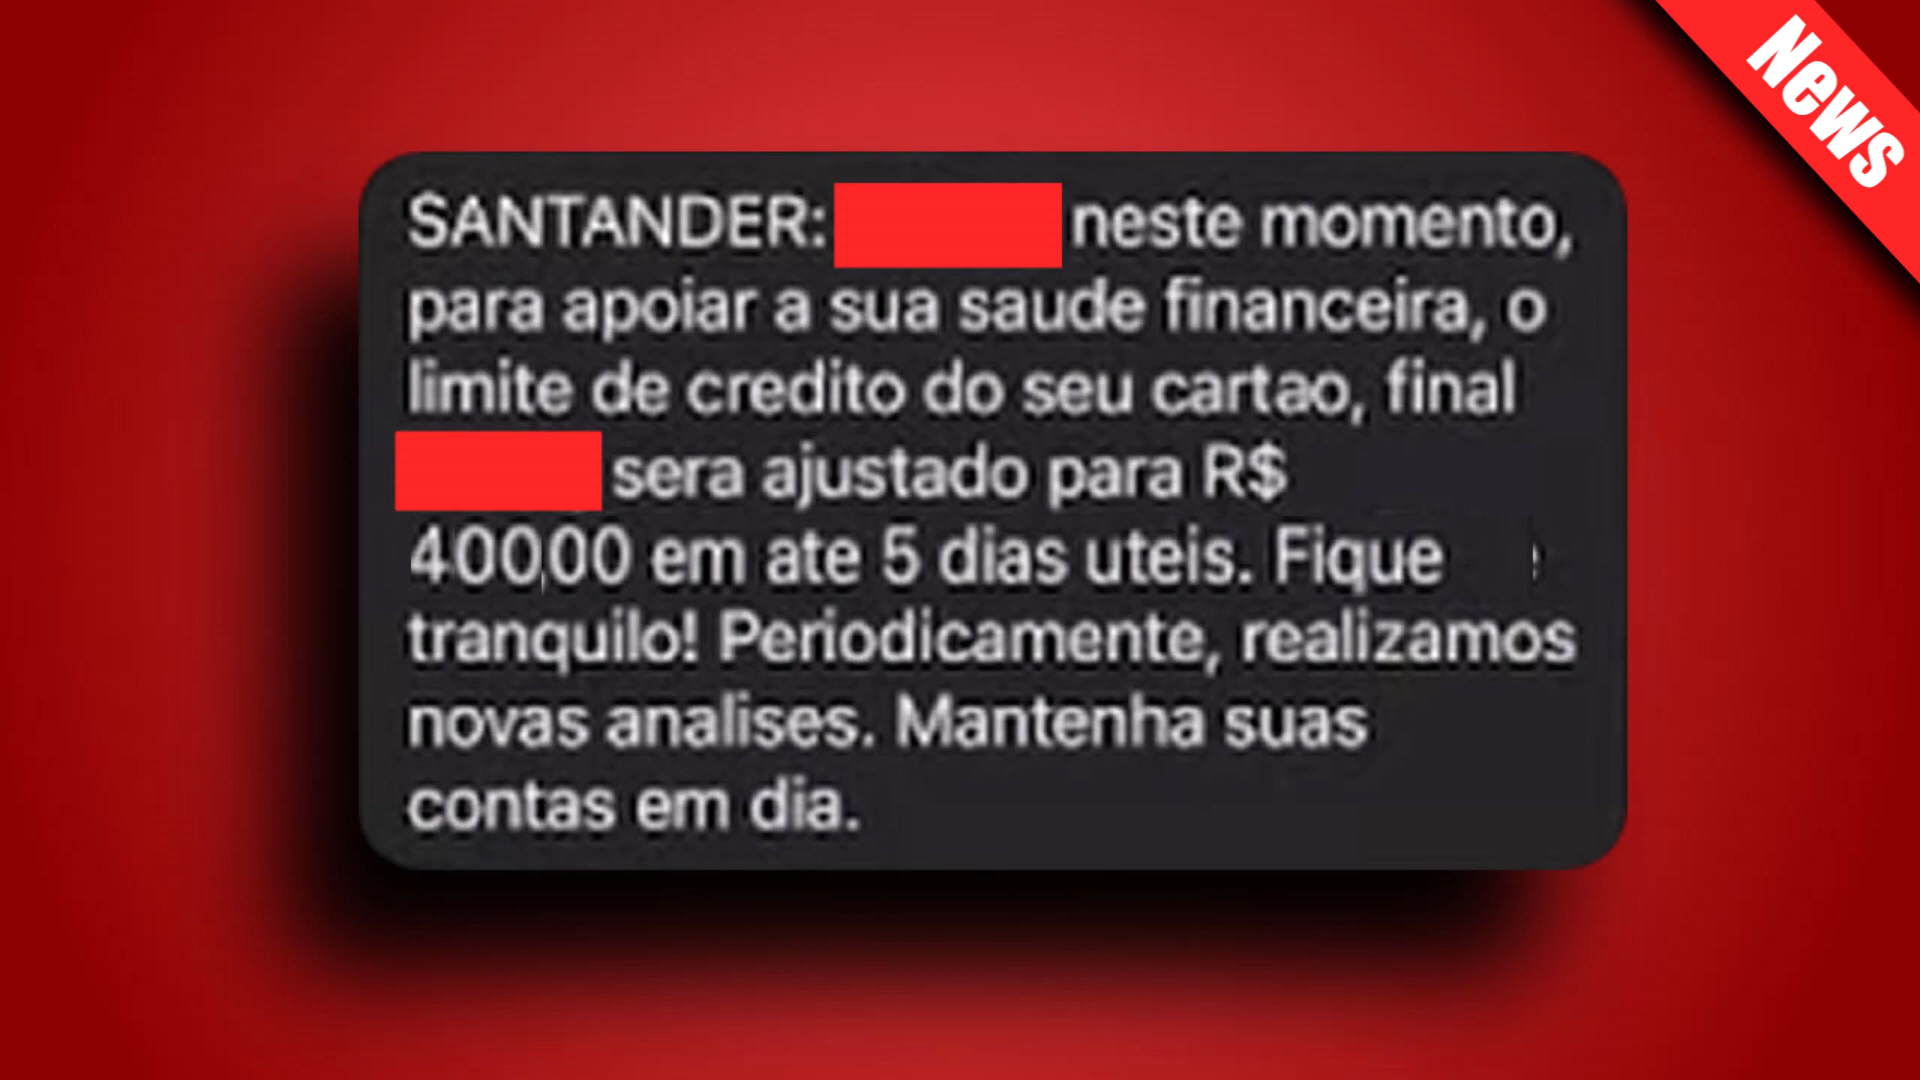 News
SANTANDER: neste momento,
para apoiar a sua saude financeira, o
limite de credito do seu cartao, final
sera ajustado para R$
400,00 em ate 5 dias uteis. Fique
tranquilo! Periodicamente, realizamos
novas analises. Mantenha suas
contas em dia.